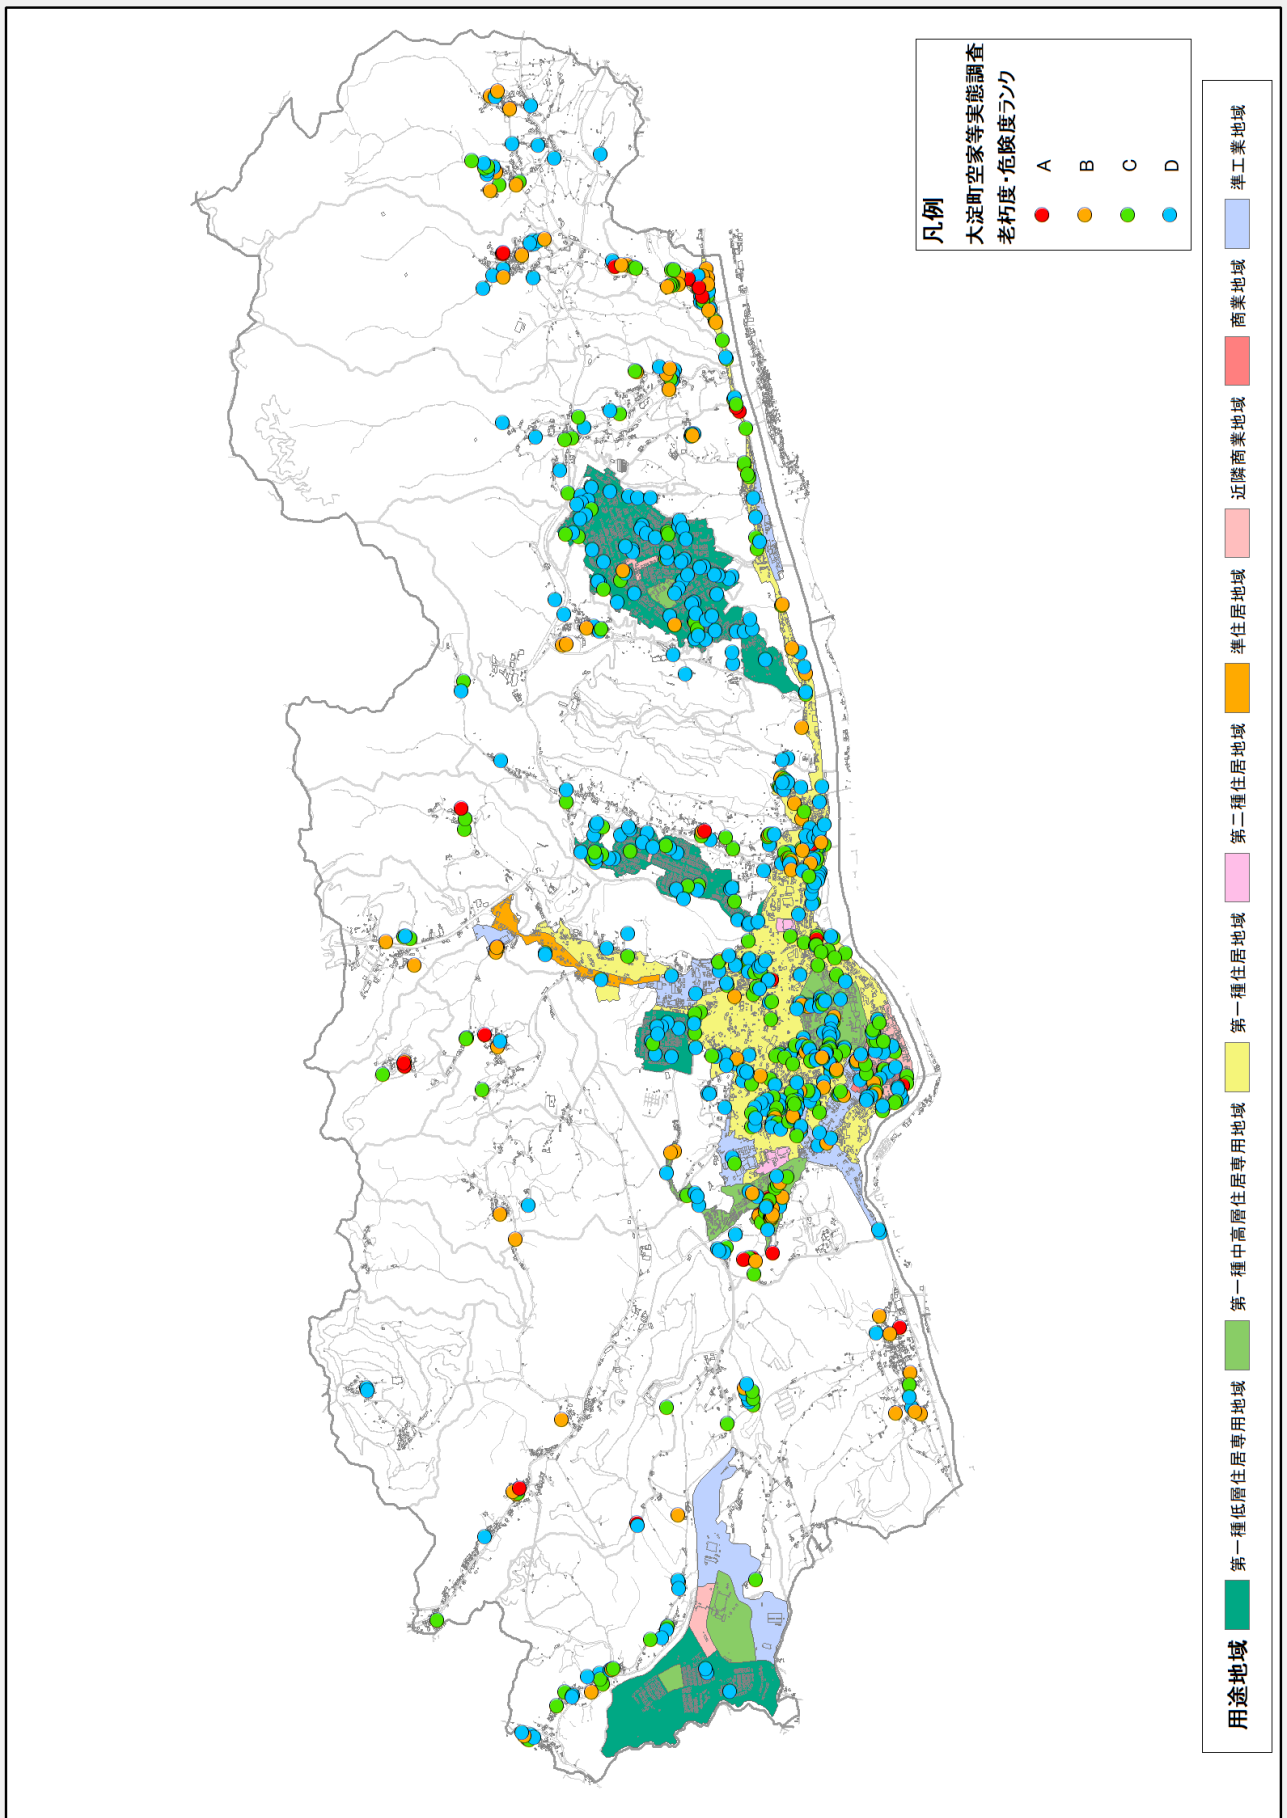 凡例
大淀町空家等実態調査
老朽度・危険度ランク
A
B
C
D
用途地域
第一種低層住居専用地域
第一種中高層住居専用地域
第一種住居地域
第二種住居地域
準住居地域
近隣商業地域
商業地域
準工業地域